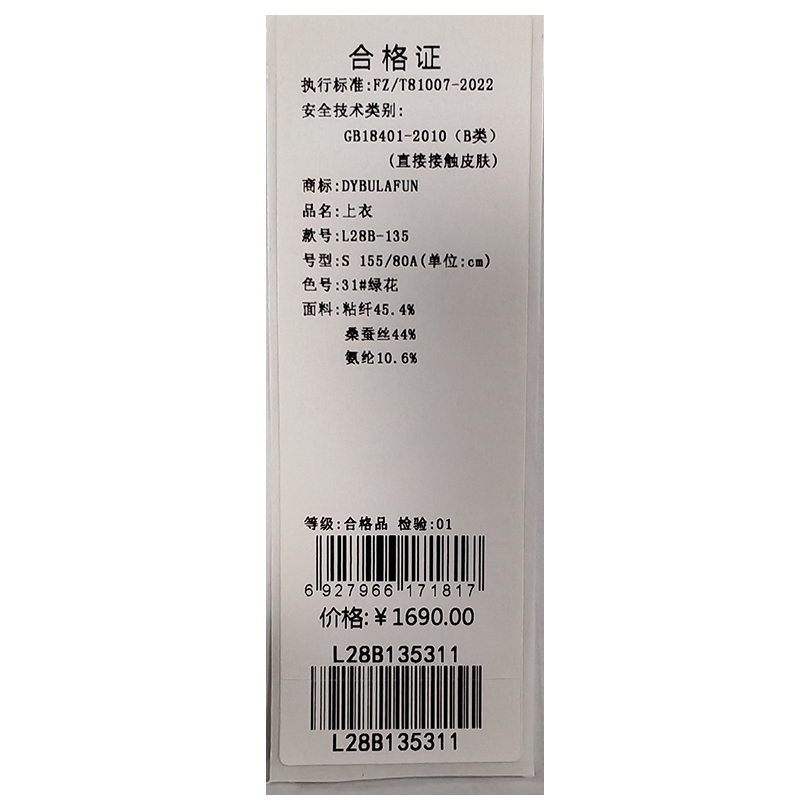 合格证
执行标准:FZ/T81007-2022
安全技术类别:
GB18401-2010（B类）
(直接接触皮肤)
商标:DYBULAFUN
品名:上衣
款号:L28B-135
号型:S 155/80A(单位:cm)
色号:31#绿花
面料:粘纤45.4%
桑蚕丝44%
氨纶10.6%
等级:合格品 检验:01
6 927966 171817
价格:￥1690.00
L28B135311
L28B135311